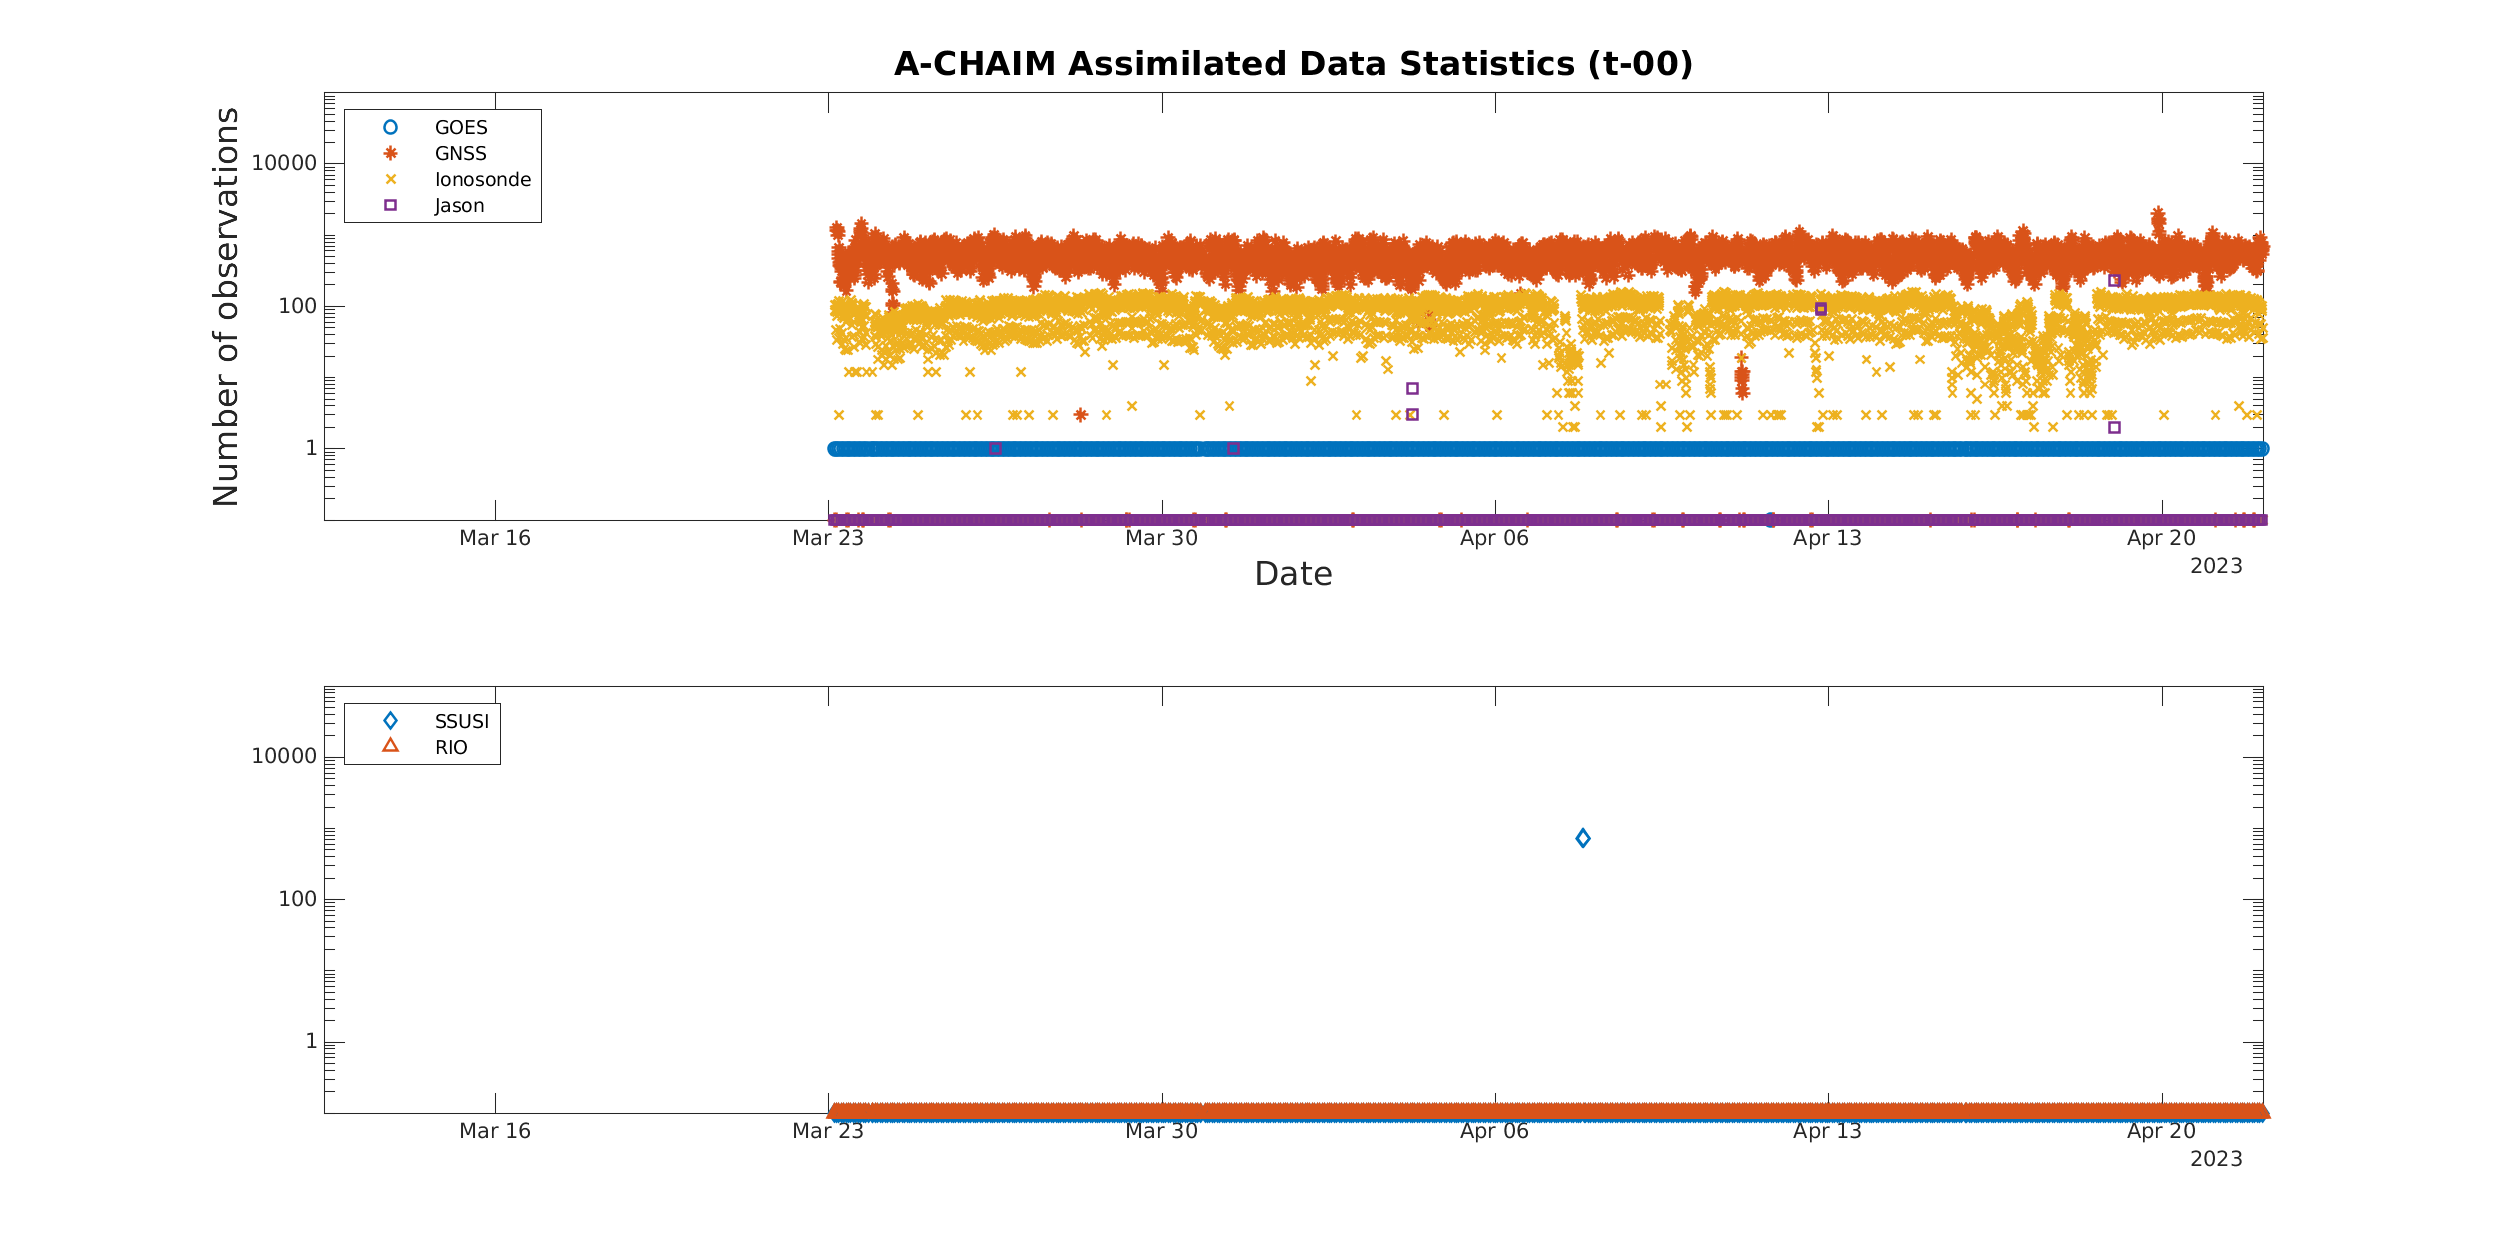 A-CHAIM Assimilated Data Statistics (t-00)
Number of observations
10000
100
1
GOES
GNSS
Ionosonde
Jason
Mar 16 Mar 23 Mar 30 Apr 06 Apr 13 Apr 20
2023
Date
10000
100
1
SSUSI
RIO
Mar 16 Mar 23 Mar 30 Apr 06 Apr 13 Apr 20
2023